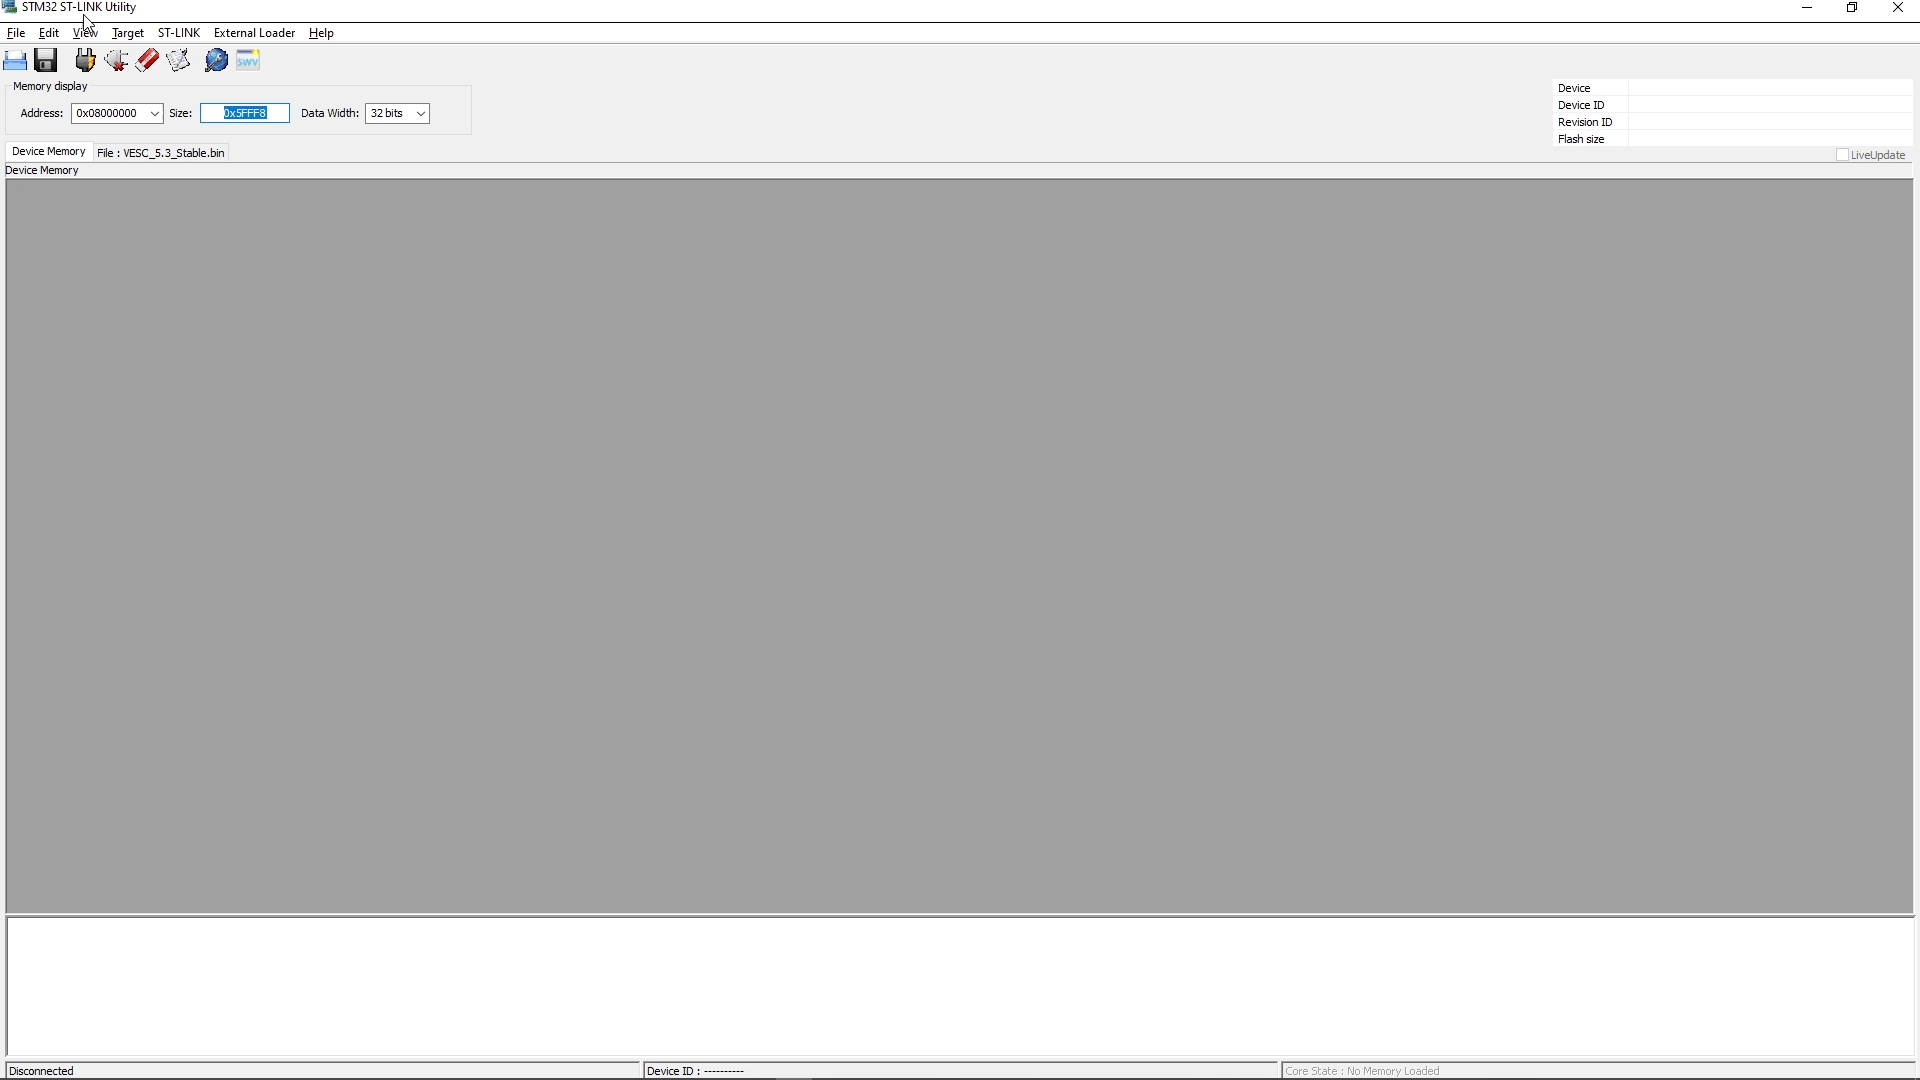 STM32 ST-LINK Utility
File Edit View Target ST-LINK External Loader Help
SWV
Memory display
Address: 0x08000000 Size: 0x5FFF8 Data Width: 32 bits
Device
Device ID
Revision ID
Flash size
Device Memory File : VESC_5.3_Stable.bin
LiveUpdate
Device Memory
Disconnected Device ID : ---------- Core State : No Memory Loaded